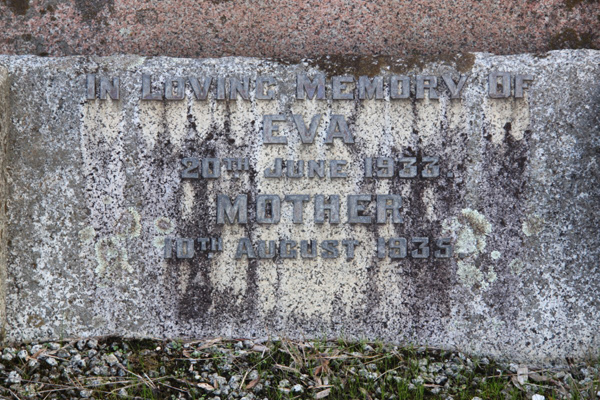 IN LOVING MEMORY OF
EVA
20TH JUNE 1933.
MOTHER
10TH AUGUST 1935